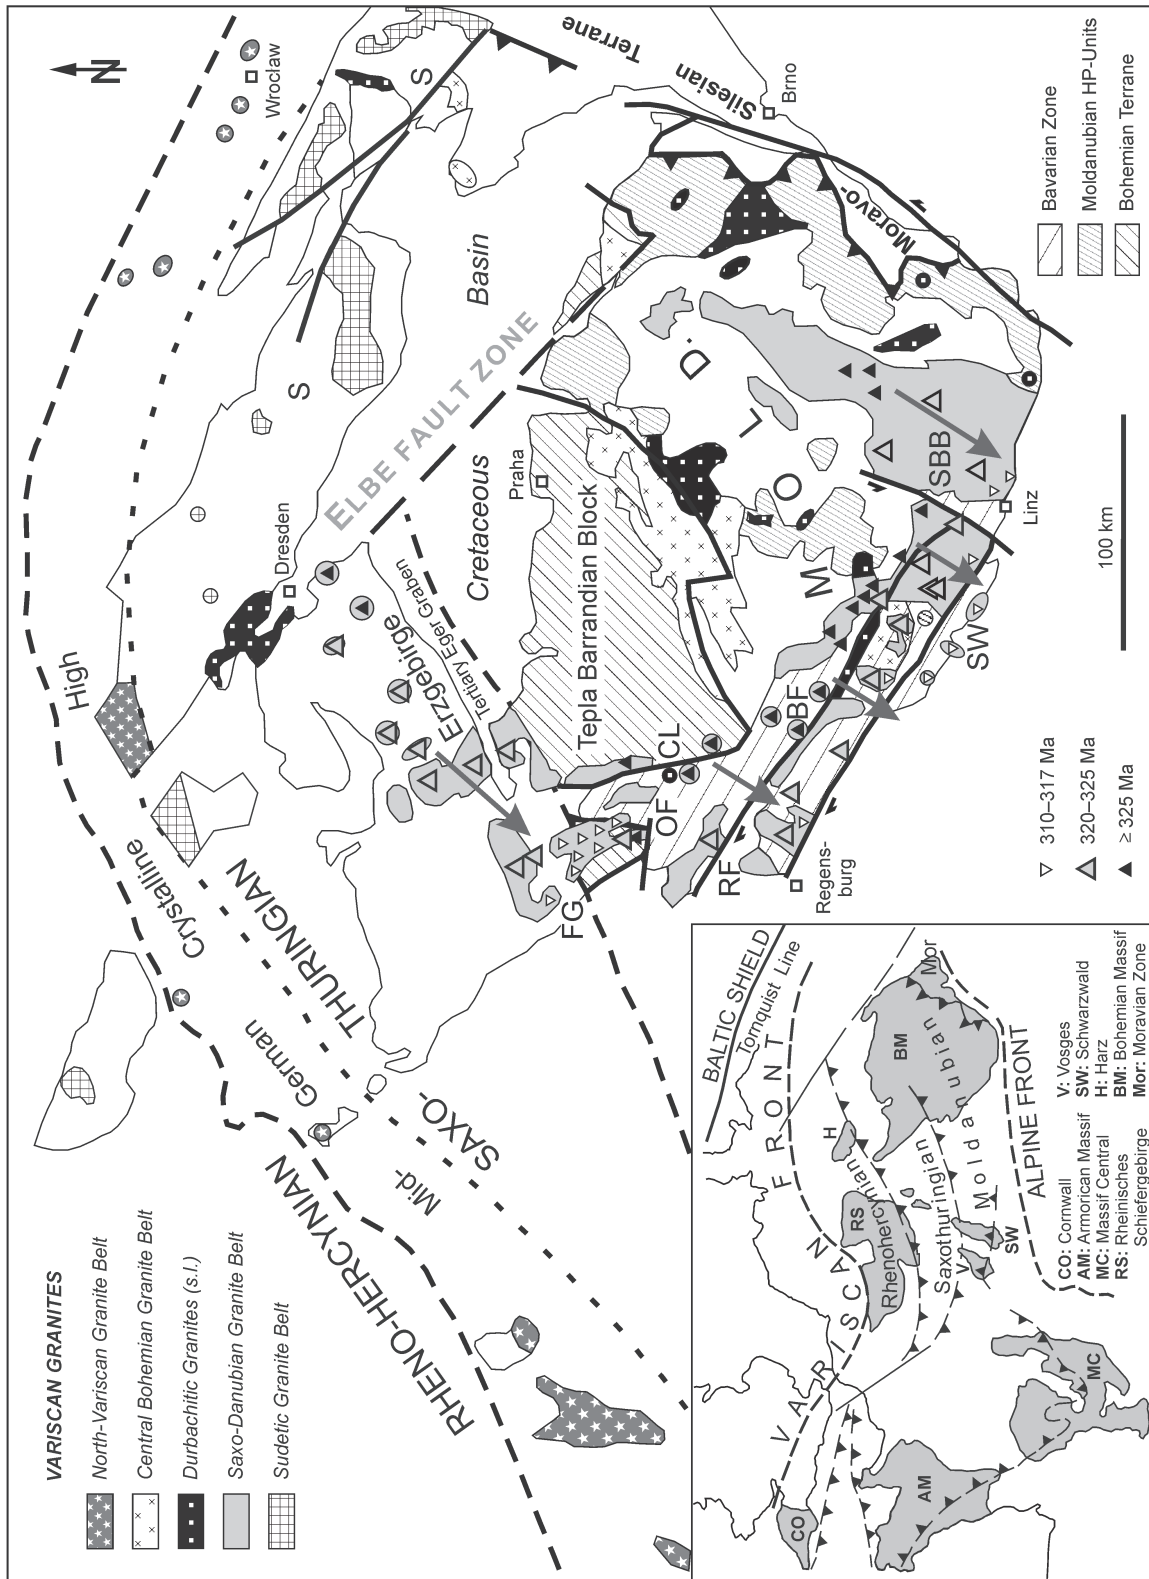 VARISCAN GRANITES
North-Variscan Granite Belt
Central Bohemian Granite Belt
Durbachitic Granites (s.l.)
Saxo-Danubian Granite Belt
Sudetic Granite Belt
N
Wrocław
S
S
High
Crystalline
German
Mid-
RHENO-HERCYNIAN
SAXO-
THURINGIAN
Dresden
ELBE FAULT ZONE
Erzgebirge
Tertiary Eger Graben
Cretaceous
Basin
Praha
Tepla Barrandian Block
Terrane
Silesian
Moravo-
Brno
M
O
L
D.
FG
OF
CL
RF
BF
SBB
SW
Linz
Regens-
burg
310–317 Ma
320–325 Ma
≥ 325 Ma
100 km
Bavarian Zone
Moldanubian HP-Units
Bohemian Terrane
BALTIC SHIELD
Tornquist Line
VARISCAN FRONT
H
RS
Rhenohercynian
Saxothuringian
Moldanubian
BM
Mor
V
SW
CO
AM
MC
ALPINE FRONT
CO: Cornwall
AM: Armorican Massif
MC: Massif Central
RS: Rheinisches
Schiefergebirge
V: Vosges
SW: Schwarzwald
H: Harz
BM: Bohemian Massif
Mor: Moravian Zone